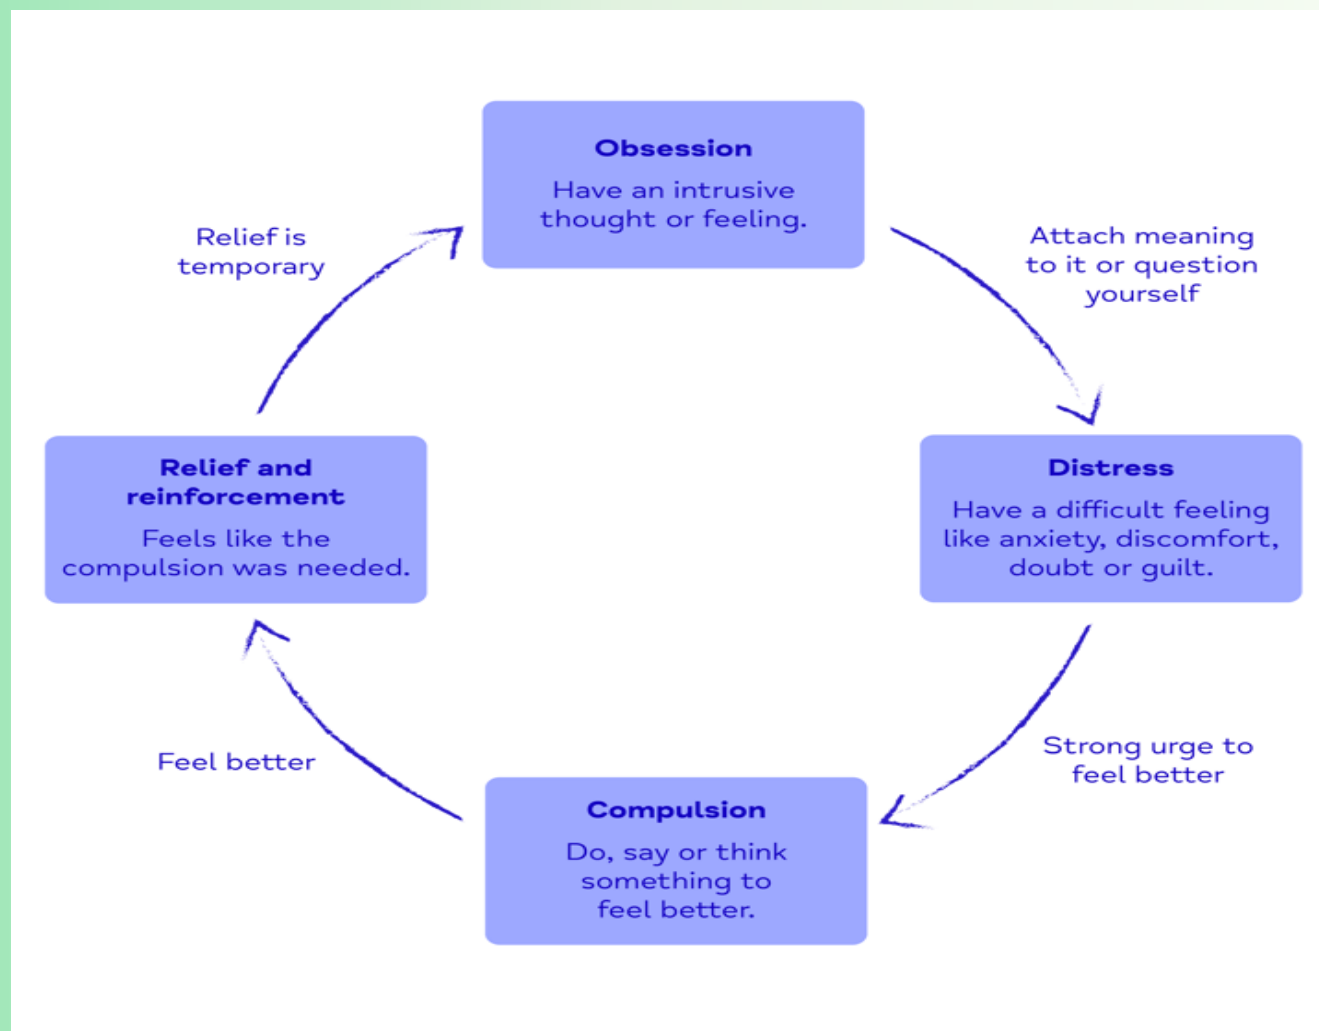 Obsession
Have an intrusive
thought or feeling.
Attach meaning
to it or question
yourself
Distress
Have a difficult feeling
like anxiety, discomfort,
doubt or guilt.
Strong urge to
feel better
Compulsion
Do, say or think
something to
feel better.
Feel better
Relief and
reinforcement
Feels like the
compulsion was needed.
Relief is
temporary